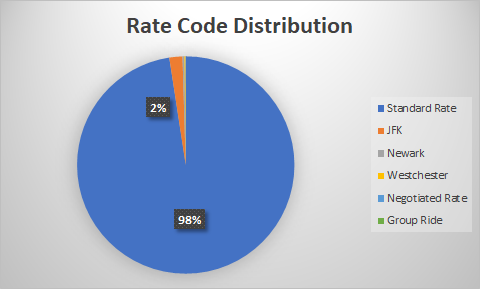 Rate Code Distribution
2%
98%
Standard Rate
JFK
Newark
Westchester
Negotiated Rate
Group Ride